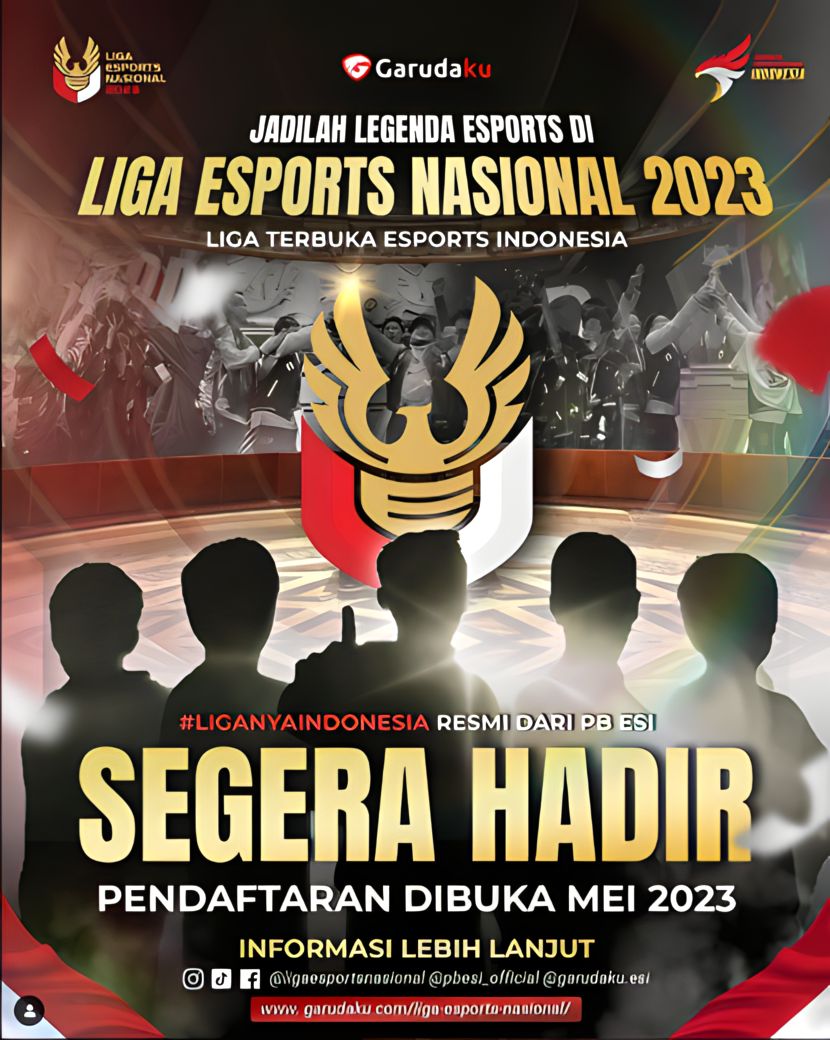 LIGA
ESPORTS
NASIONAL
Garudaku
JADILAH LEGENDA ESPORTS DI
LIGA ESPORTS NASIONAL 2023
LIGA TERBUKA ESPORTS INDONESIA
#LIGANYAINDONESIA RESMI DARI PB ESI
SEGERA HADIR
PENDAFTARAN DIBUKA MEI 2023
INFORMASI LEBIH LANJUT
@ligaesportsnasional @pbesi_official @garudaku.esi
www. garudaku.com/liga-esports-nasional/